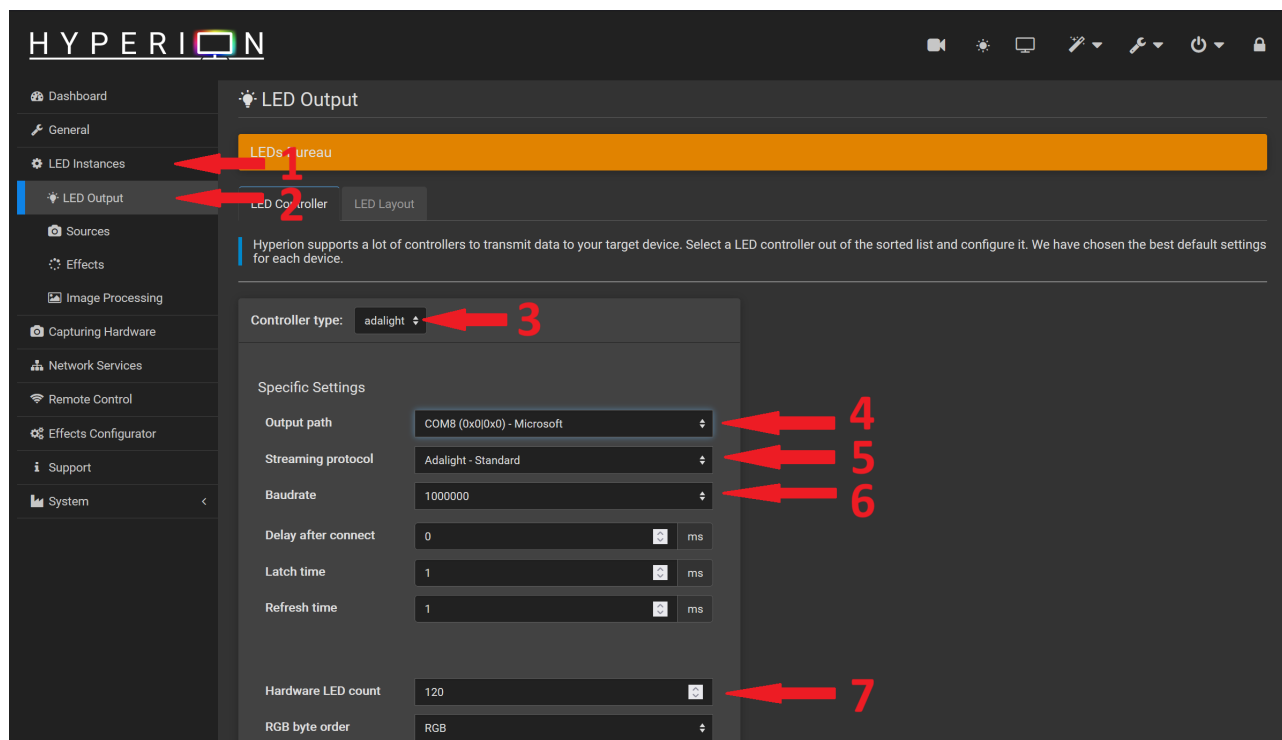 HYPERION
Dashboard
General
LED Instances
LED Output
Sources
Effects
Image Processing
Capturing Hardware
Network Services
Remote Control
Effects Configurator
Support
System
LED Output
LEDs Bureau
LED Controller LED Layout
Hyperion supports a lot of controllers to transmit data to your target device. Select a LED controller out of the sorted list and configure it. We have chosen the best default settings
for each device.
Controller type: adalight
Specific Settings
Output path COM8 (0x0|0x0) - Microsoft
Streaming protocol Adalight - Standard
Baudrate 1000000
Delay after connect 0 ms
Latch time 1 ms
Refresh time 1 ms
Hardware LED count 120
RGB byte order RGB
1
2
3
4
5
6
7